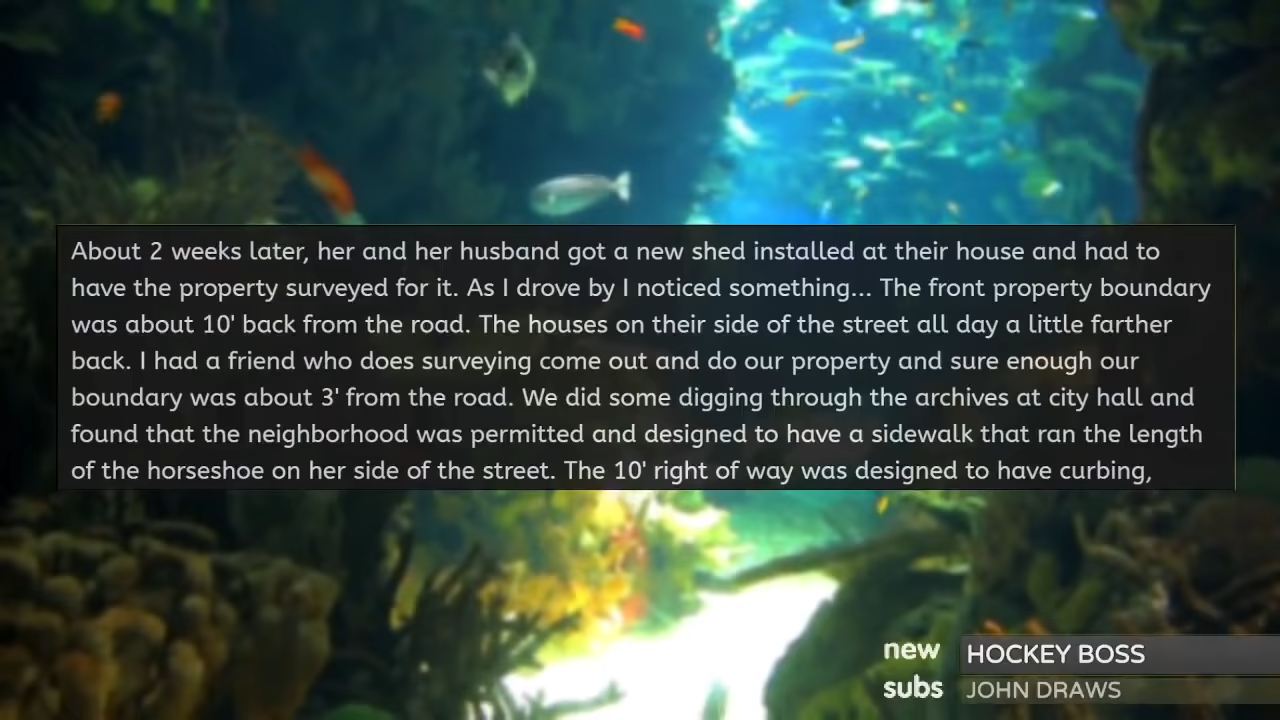 About 2 weeks later, her and her husband got a new shed installed at their house and had to
have the property surveyed for it. As I drove by I noticed something... The front property boundary
was about 10' back from the road. The houses on their side of the street all day a little farther
back. I had a friend who does surveying come out and do our property and sure enough our
boundary was about 3' from the road. We did some digging through the archives at city hall and
found that the neighborhood was permitted and designed to have a sidewalk that ran the length
of the horseshoe on her side of the street. The 10' right of way was designed to have curbing,
new HOCKEY BOSS
subs JOHN DRAWS